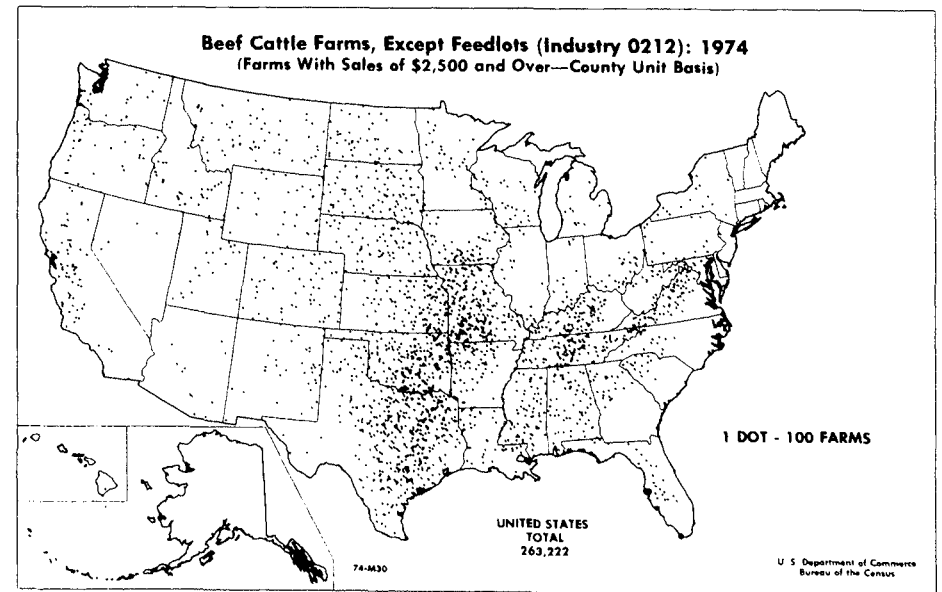 Beef Cattle Farms, Except Feedlots (Industry 0212): 1974
(Farms With Sales of $2,500 and Over—County Unit Basis)
1 DOT - 100 FARMS
UNITED STATES
TOTAL
263,222
74-M30
U S Department of Commerce
Bureau of the Census